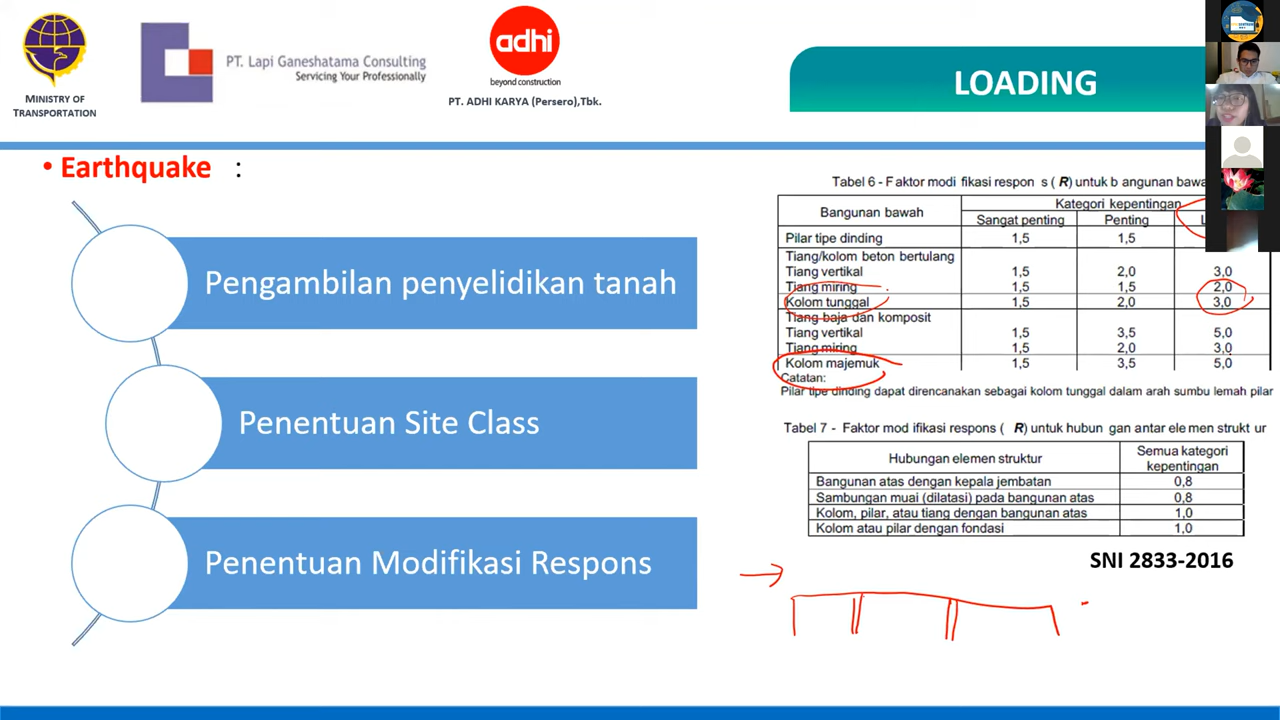 MINISTRY OF
TRANSPORTATION
PT. Lapi Ganeshatama Consulting
Servicing Your Professionally
adhi
beyond construction
PT. ADHI KARYA (Persero),Tbk.
LOADING
• Earthquake :
Pengambilan penyelidikan tanah
Penentuan Site Class
Penentuan Modifikasi Respons
Tabel 6 - F aktor modi fikasi respon s ( R) untuk b angunan bawa
Bangunan bawah Kategori kepentingan
Sangat penting Penting L
Pilar tipe dinding 1,5 1,5
Tiang/kolom beton bertulang
Tiang vertikal 1,5 2,0 3,0
Tiang miring 1,5 1,5 2,0
Kolom tunggal 1,5 2,0 3,0
Tiang baja dan komposit
Tiang vertikal 1,5 3,5 5,0
Tiang miring 1,5 2,0 3,0
Kolom majemuk 1,5 3,5 5,0
Catatan:
Pilar tipe dinding dapat direncanakan sebagai kolom tunggal dalam arah sumbu lemah pilar
Tabel 7 - Faktor mod ifikasi respons ( R) untuk hubun gan antar ele men strukt ur
Hubungan elemen struktur Semua kategori kepentingan
Bangunan atas dengan kepala jembatan 0,8
Sambungan muai (dilatasi) pada bangunan atas 0,8
Kolom, pilar, atau tiang dengan bangunan atas 1,0
Kolom atau pilar dengan fondasi 1,0
SNI 2833-2016